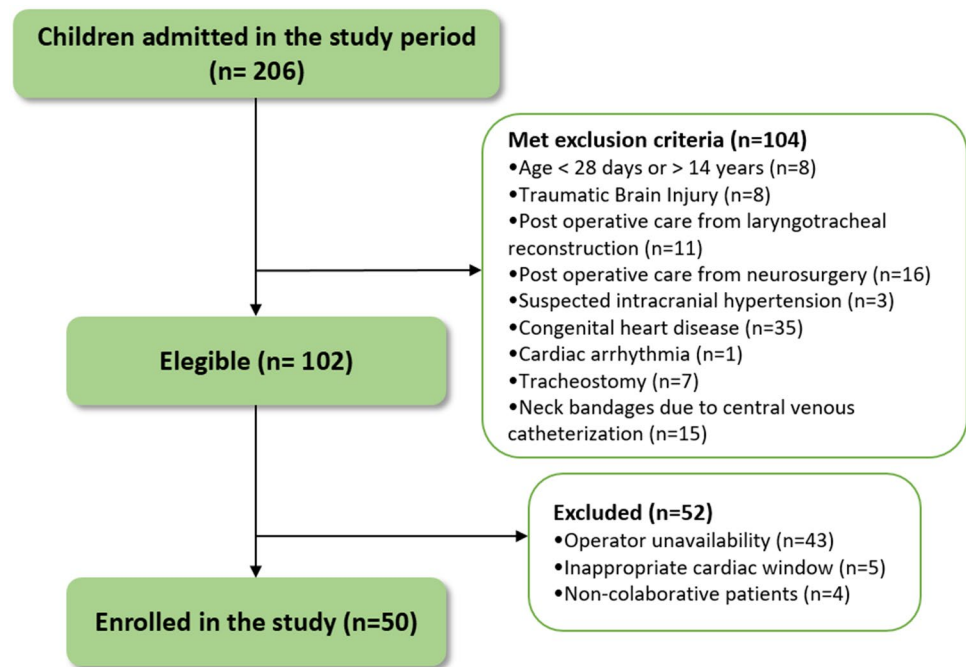 Children admitted in the study period
(n= 206)
Met exclusion criteria (n=104)
•Age < 28 days or > 14 years (n=8)
•Traumatic Brain Injury (n=8)
•Post operative care from laryngotracheal
reconstruction (n=11)
•Post operative care from neurosurgery (n=16)
•Suspected intracranial hypertension (n=3)
•Congenital heart disease (n=35)
•Cardiac arrhythmia (n=1)
•Tracheostomy (n=7)
•Neck bandages due to central venous
catheterization (n=15)
Elegible (n= 102)
Excluded (n=52)
•Operator unavailability (n=43)
•Inappropriate cardiac window (n=5)
•Non-colaborative patients (n=4)
Enrolled in the study (n=50)